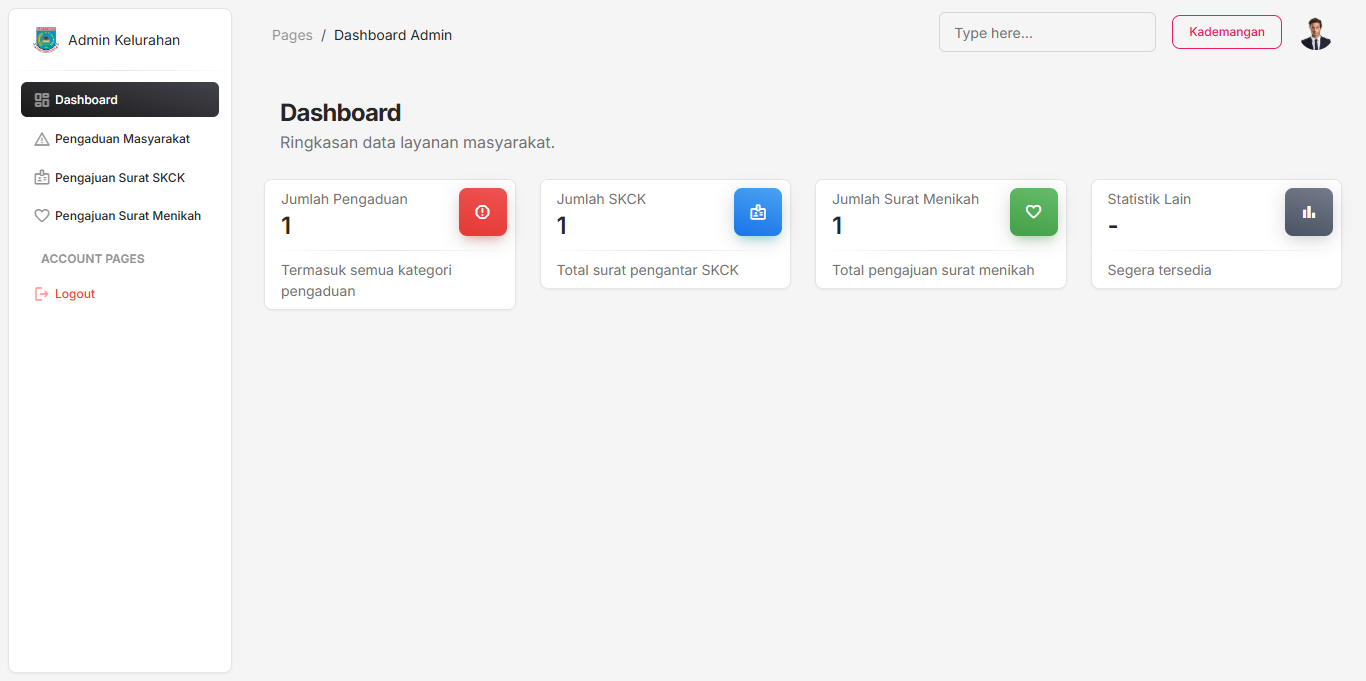 Admin Kelurahan
Dashboard
Pengaduan Masyarakat
Pengajuan Surat SKCK
Pengajuan Surat Menikah
ACCOUNT PAGES
Logout
Pages / Dashboard Admin
Type here...
Kademangan
Dashboard
Ringkasan data layanan masyarakat.
Jumlah Pengaduan
1
Termasuk semua kategori
pengaduan
Jumlah SKCK
1
Total surat pengantar SKCK
Jumlah Surat Menikah
1
Total pengajuan surat menikah
Statistik Lain
-
Segera tersedia